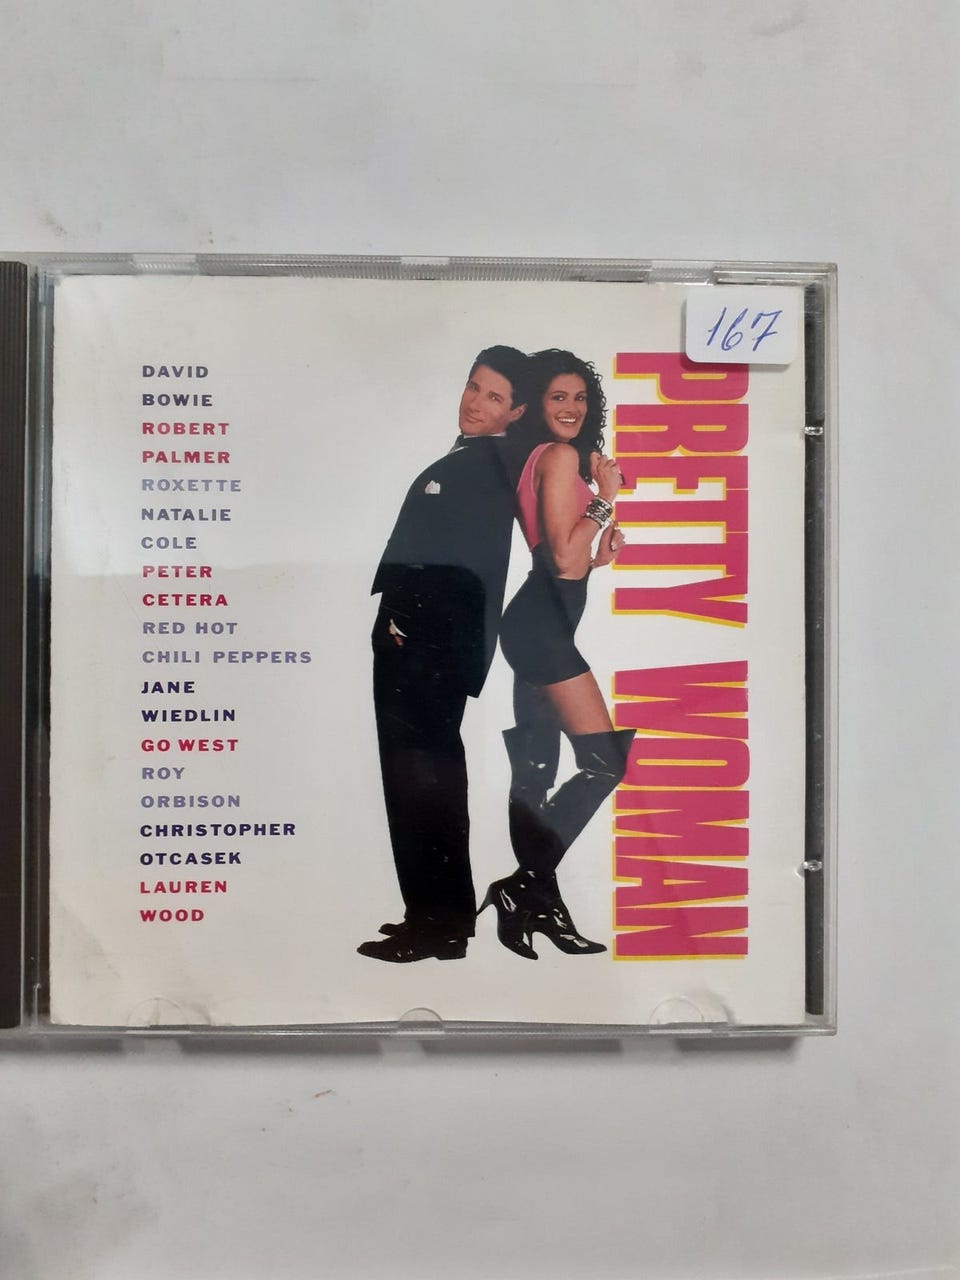 167
DAVID
BOWIE
ROBERT
PALMER
ROXETTE
NATALIE
COLE
PETER
CETERA
RED HOT
CHILI PEPPERS
JANE
WIEDLIN
GO WEST
ROY
ORBISON
CHRISTOPHER
OTCASEK
LAUREN
WOOD
PRETTY WOMAN